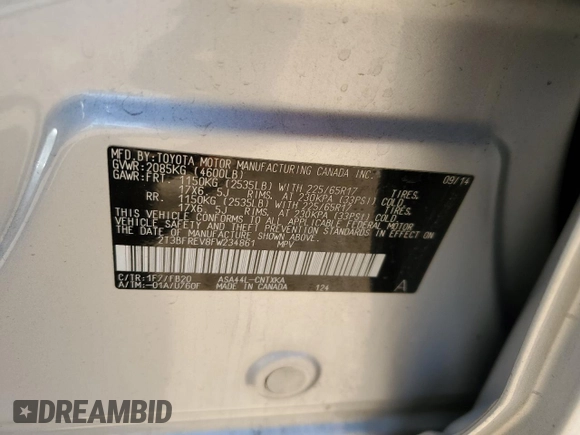 MFD.BY:TOYOTA MOTOR MANUFACTURING CANADA INC. 09/14
GVWR:2085KG (4600LB)
GAWR:FRT. 1150KG (2535LB) WITH 225/65R17 TIRES.
17X6.5J RIMS. AT 230KPA (33PSI) COLD.
RR. 1150KG (2535LB) WITH 225/65R17 TIRES.
17X6.5J RIMS. AT 230KPA (33PSI) COLD.
THIS VEHICLE CONFORMS TO ALL APPLICABLE FEDERAL MOTOR
VEHICLE SAFETY AND THEFT PREVENTION STANDARDS IN EFFECT ON
THE DATE OF MANUFACTURE SHOWN ABOVE.
2T3BFREV8FW234861 MPV
C/TR:1F7/FB20 ASA44L-CNTXKA
A/TM:-01A/U760F MADE IN CANADA 124 A
DREAMBID